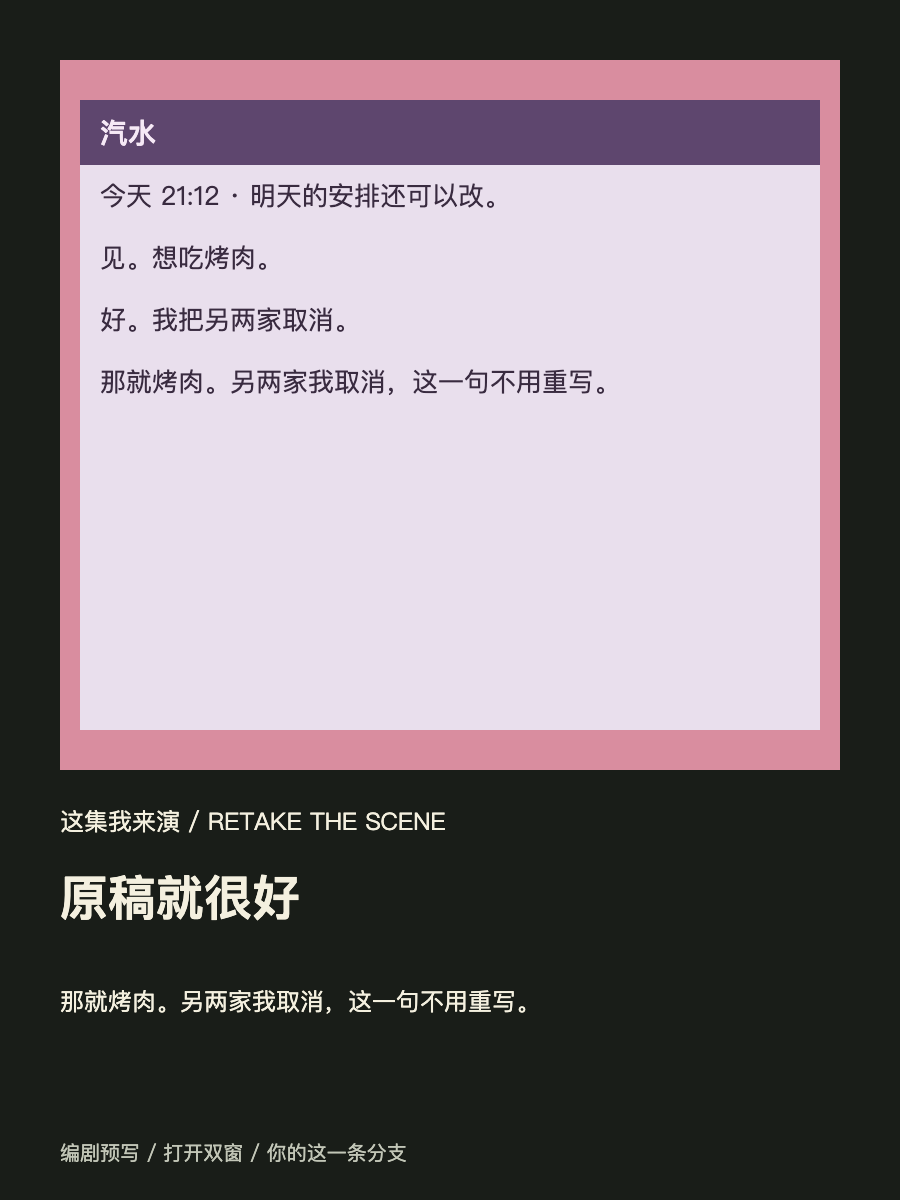 汽水
今天 21:12 · 明天的安排还可以改。
见。想吃烤肉。
好。我把另两家取消。
那就烤肉。另两家我取消，这一句不用重写。
这集我来演 / RETAKE THE SCENE
原稿就很好
那就烤肉。另两家我取消，这一句不用重写。
编剧预写 / 打开双窗 / 你的这一条分支